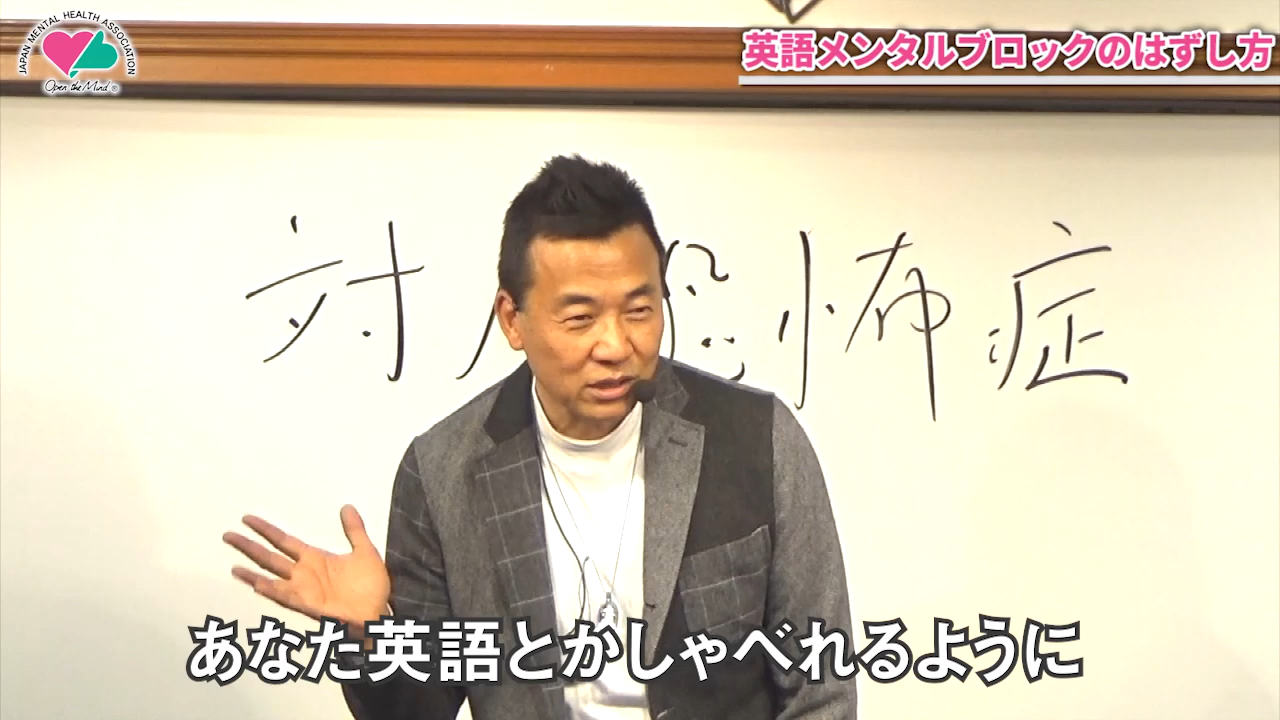 JAPAN MENTAL HEALTH ASSOCIATION
Open the Mind ®
英語メンタルブロックのはずし方
対人恐怖症
あなた英語とかしゃべれるように